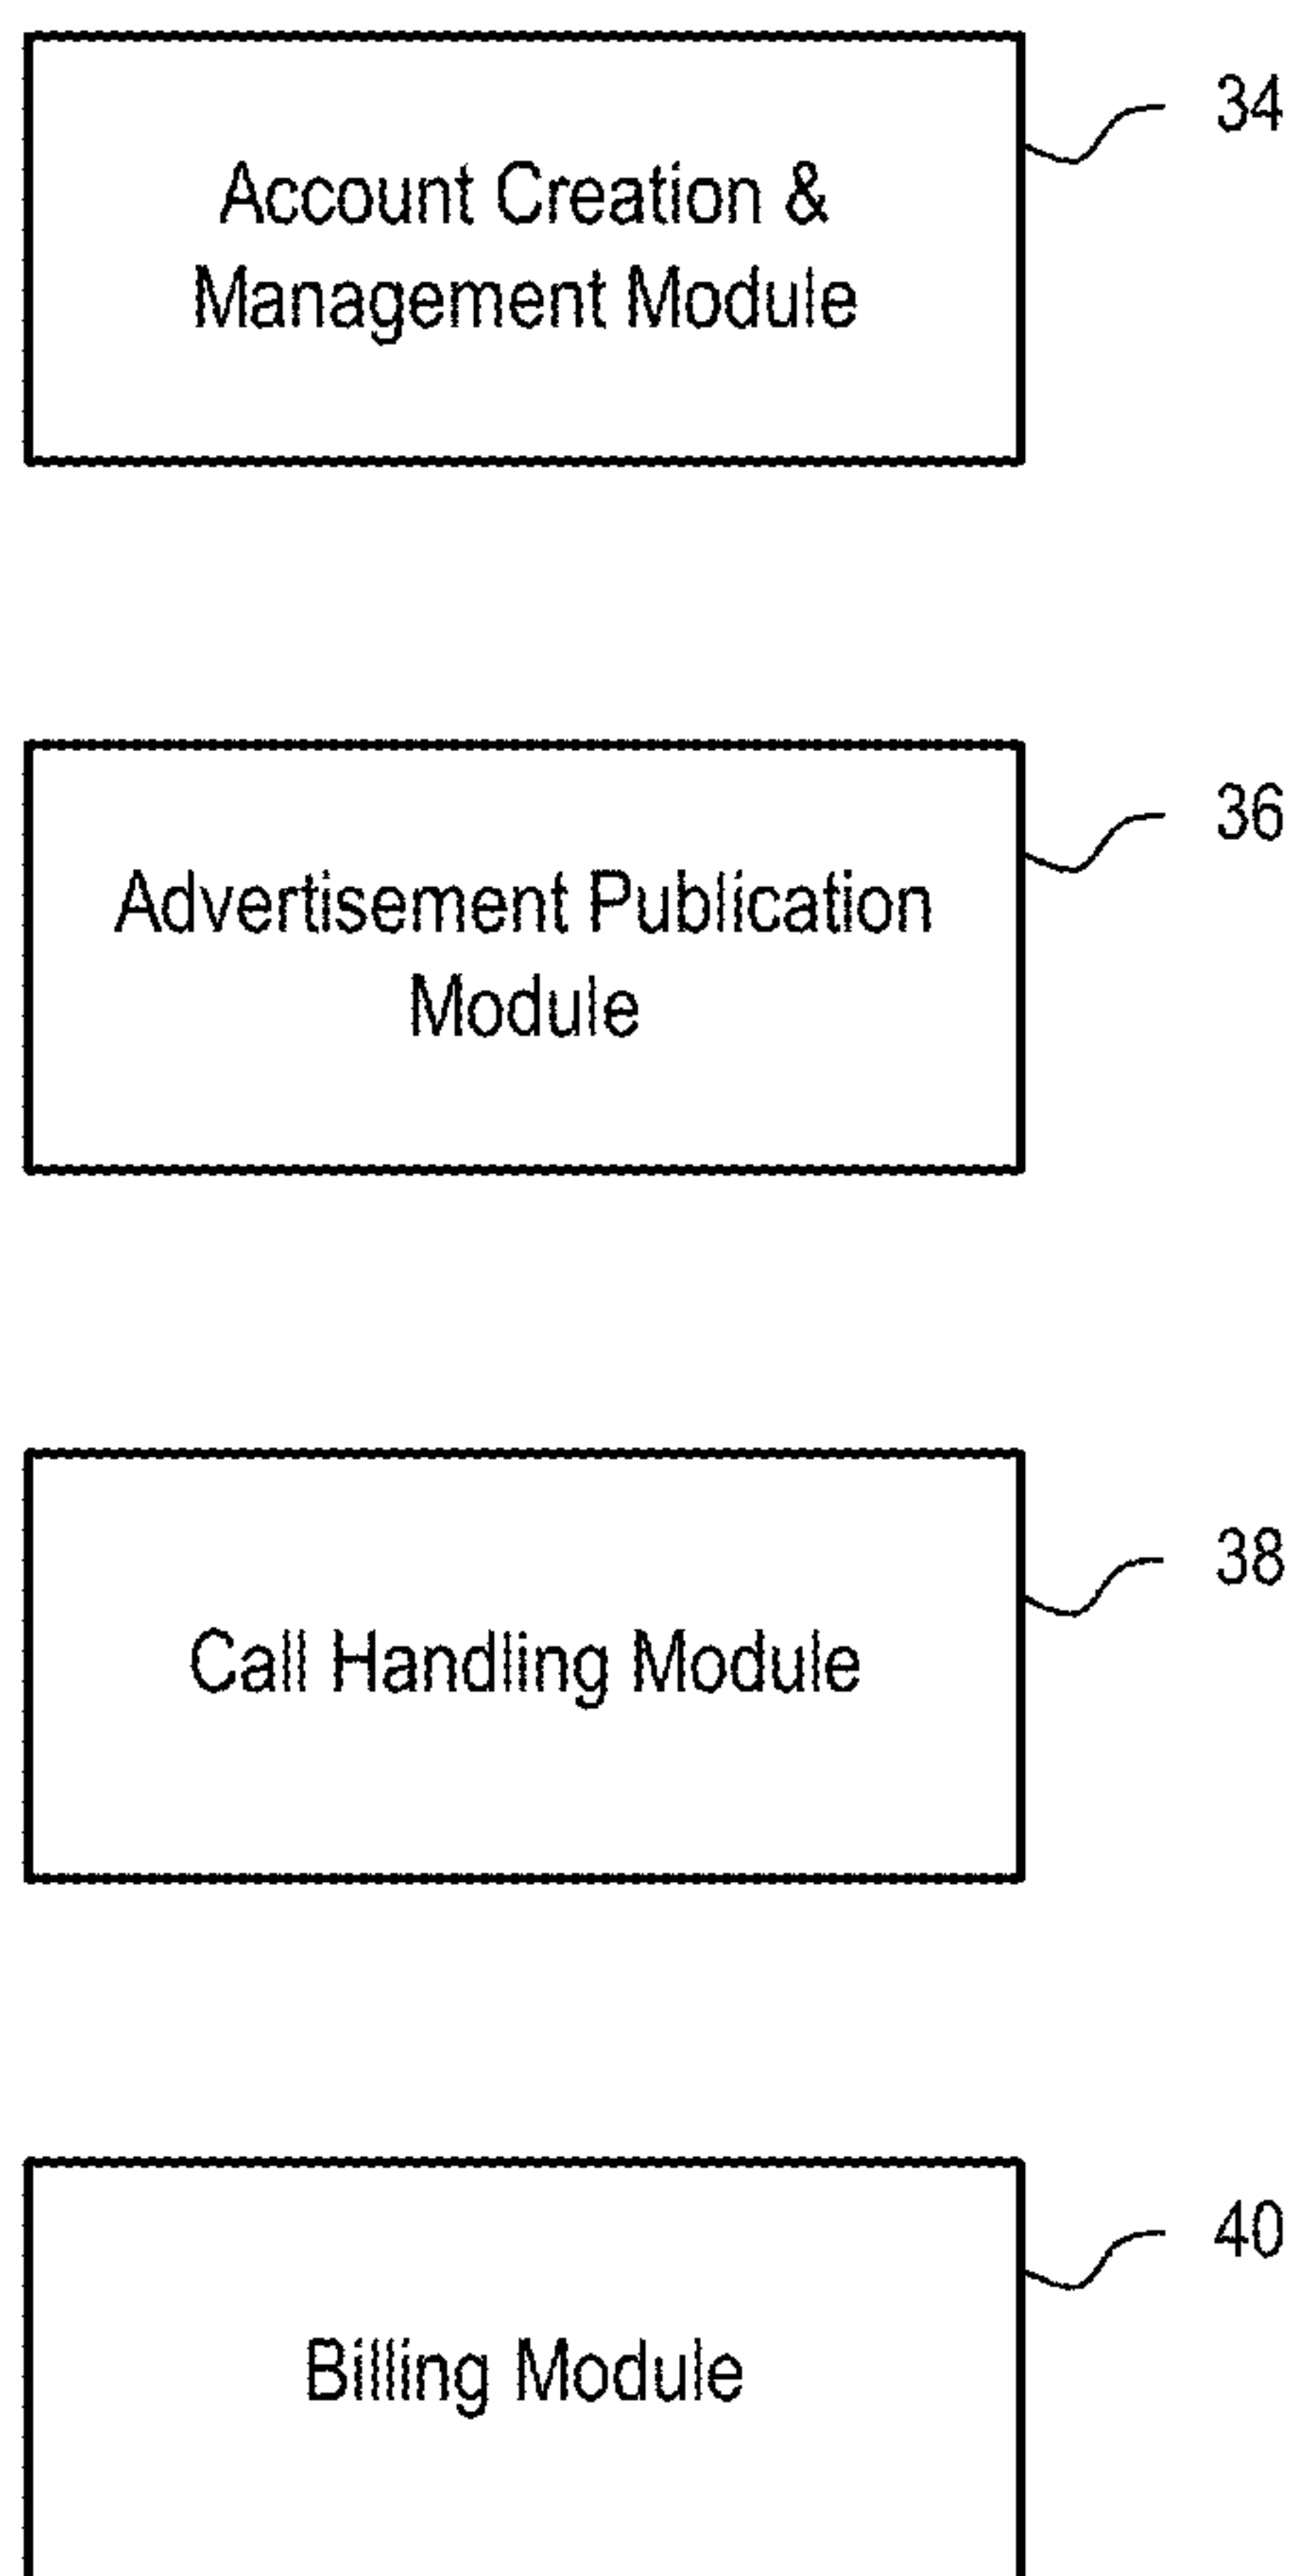 34
Account Creation &
Management Module
36
Advertisement Publication
Module
38
Call Handling Module
40
Billing Module